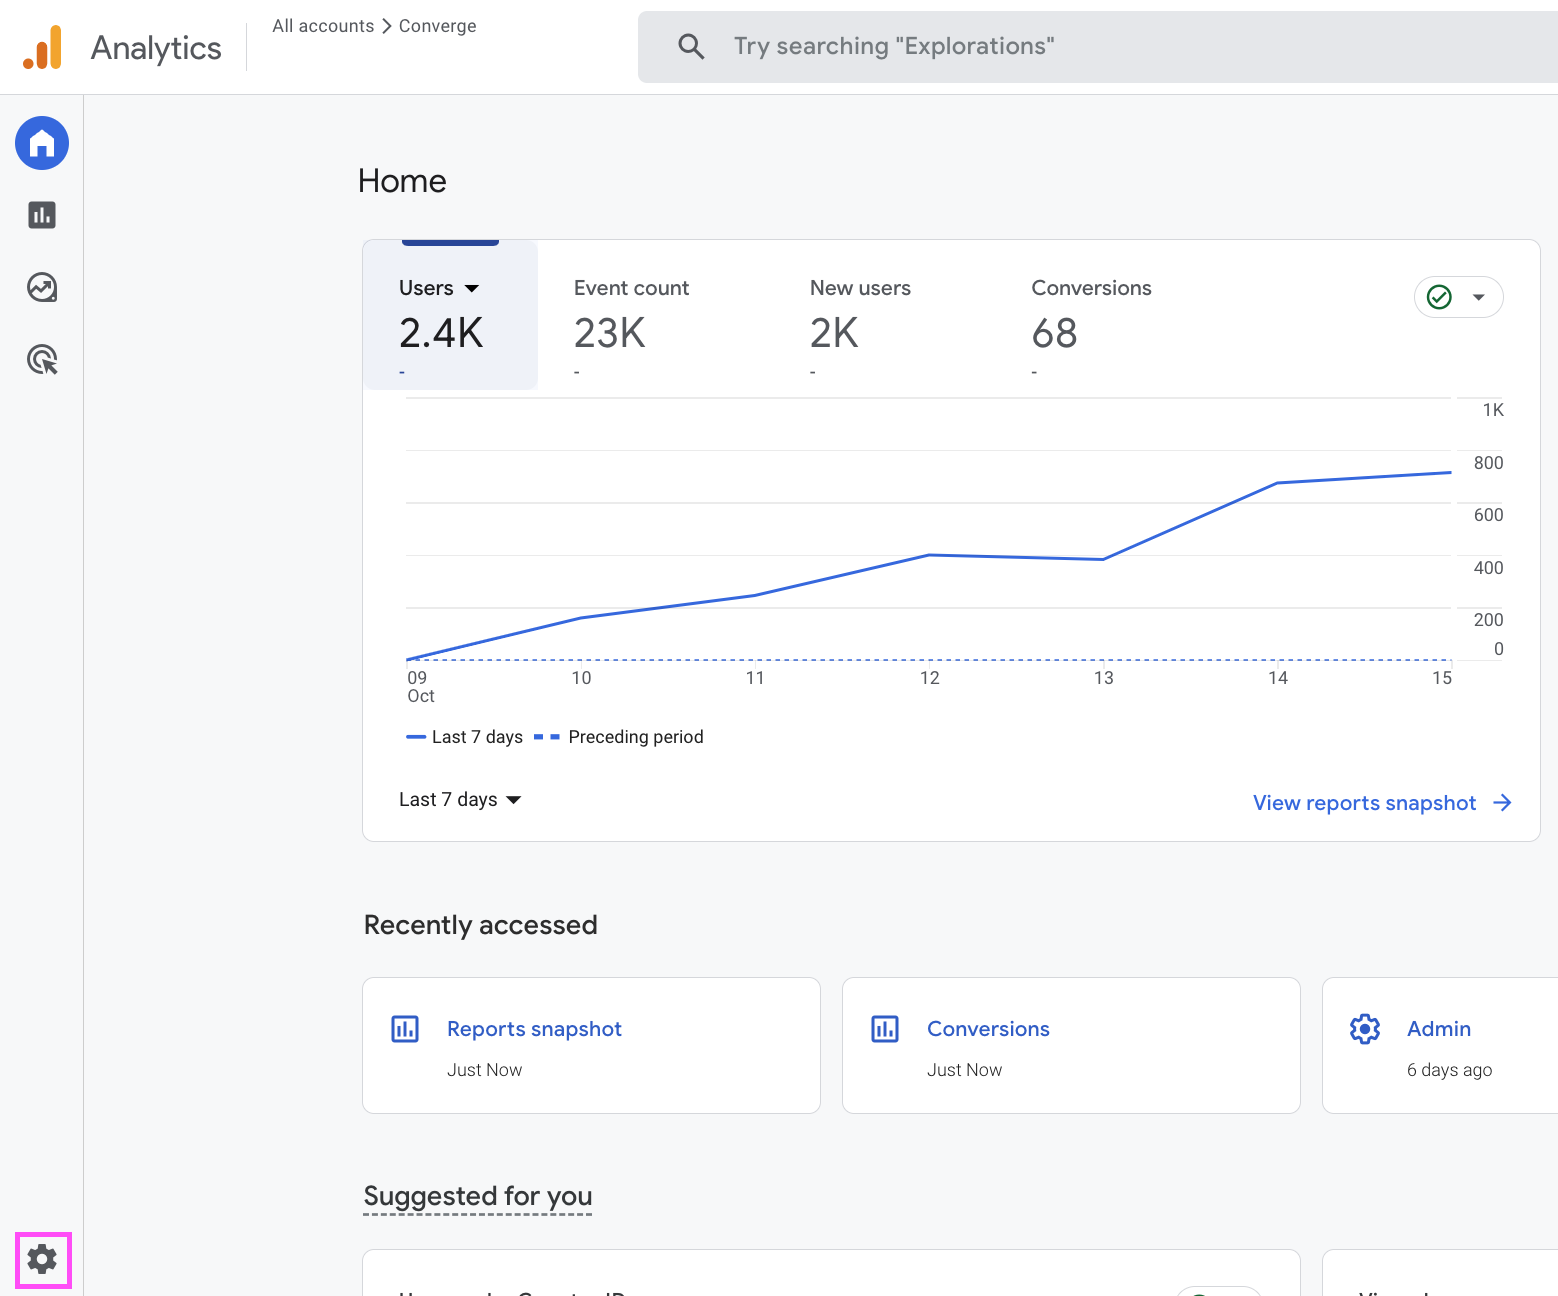 Analytics
All accounts > Converge
Try searching "Explorations"
Home
Users
2.4K
-
Event count
23K
-
New users
2K
-
Conversions
68
-
1K
800
600
400
200
0
09
Oct
10
11
12
13
14
15
Last 7 days
Preceding period
Last 7 days
View reports snapshot
Recently accessed
Reports snapshot
Just Now
Conversions
Just Now
Admin
6 days ago
Suggested for you